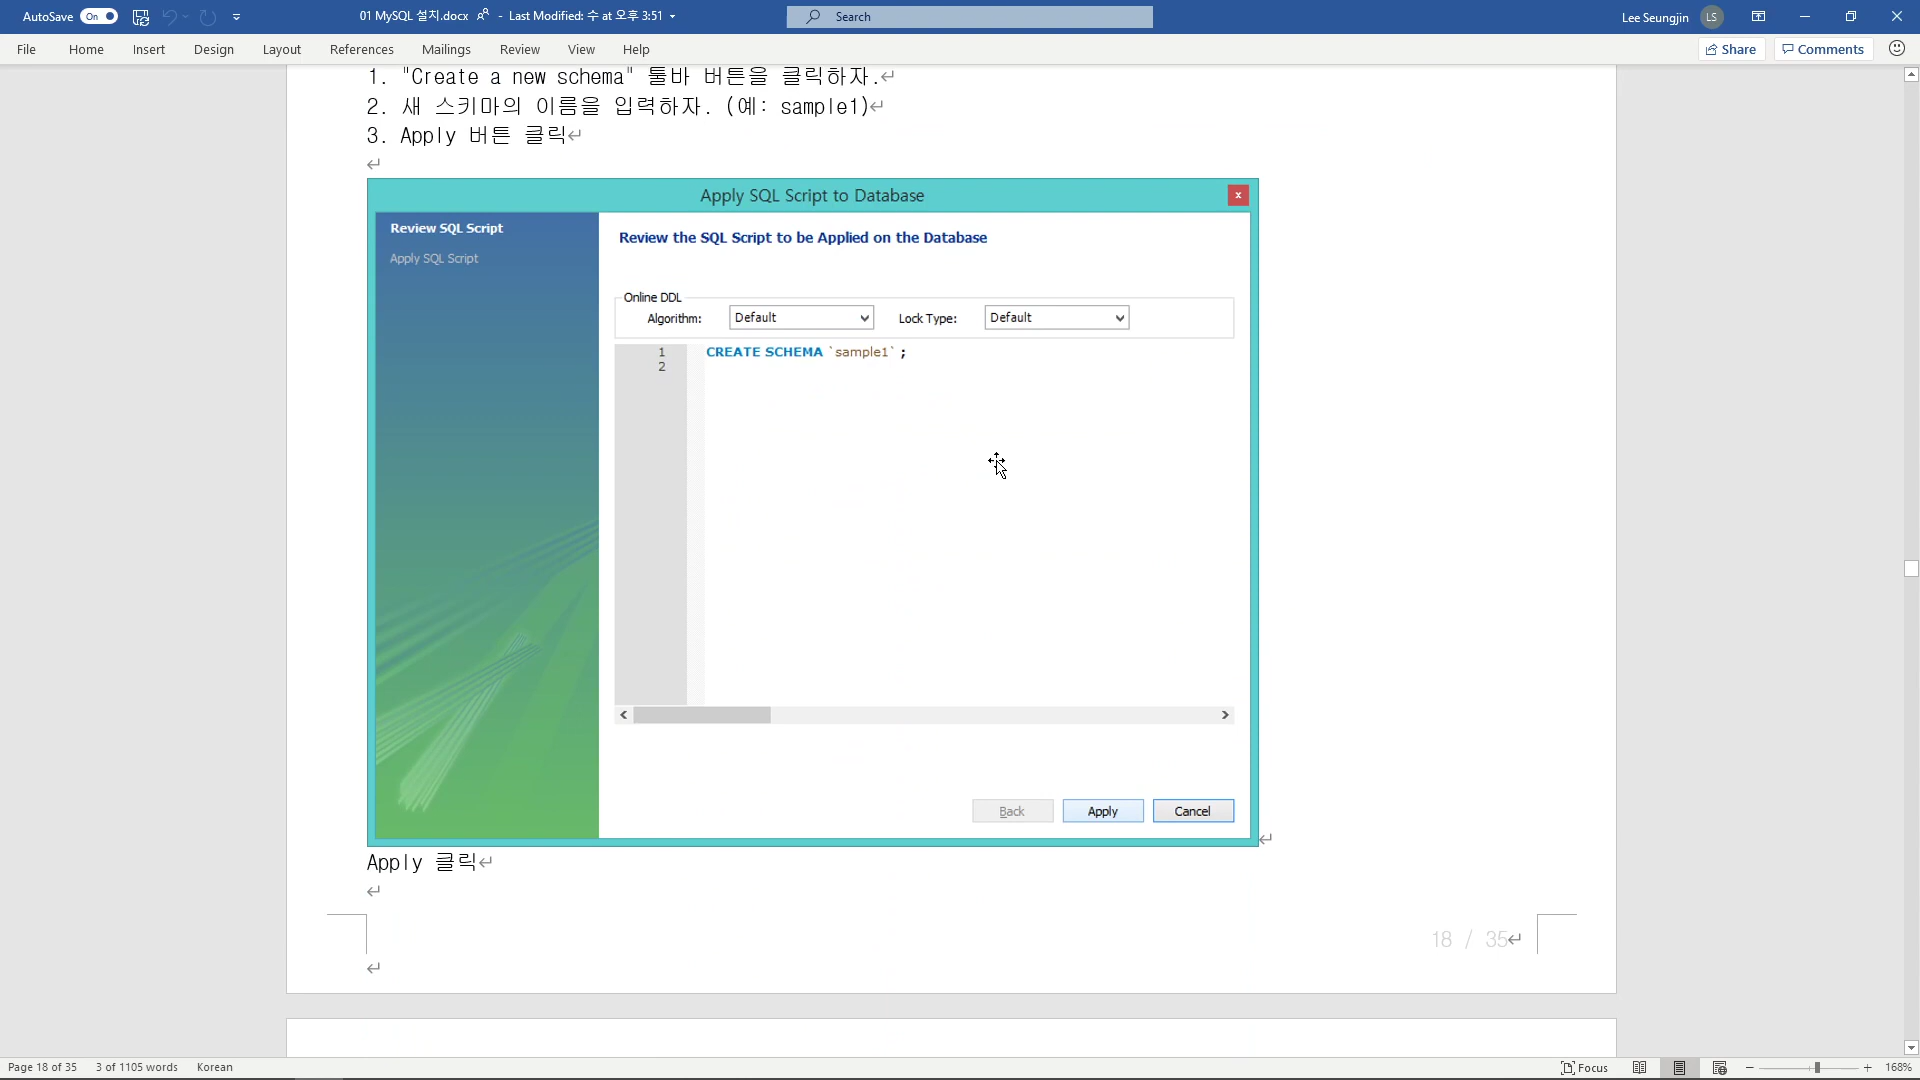 AutoSave On 01 MySQL 설치.docx - Last Modified: 수 at 오후 3:51 Search Lee Seungjin LS
File Home Insert Design Layout References Mailings Review View Help Share Comments
1. "Create a new schema" 툴바 버튼을 클릭하자.
2. 새 스키마의 이름을 입력하자. (예: sample1)
3. Apply 버튼 클릭
Apply SQL Script to Database
Review SQL Script
Apply SQL Script
Review the SQL Script to be Applied on the Database
Online DDL
Algorithm: Default Lock Type: Default
1 CREATE SCHEMA `sample1` ;
2
Back Apply Cancel
Apply 클릭
18 / 35
Page 18 of 35 3 of 1105 words Korean Focus 168%